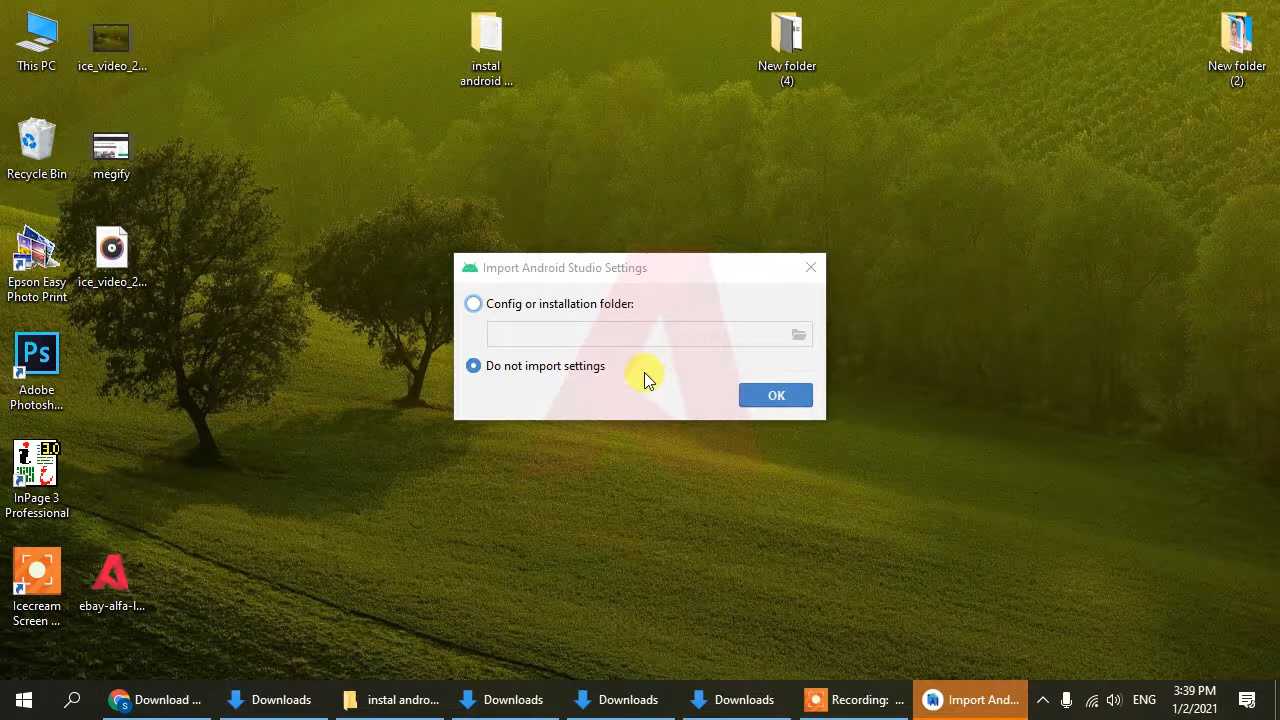 This PC
ice_video_2...
instal
android ...
New folder
(4)
New folder
(2)
Recycle Bin
megify
Epson Easy
Photo Print
ice_video_2...
Import Android Studio Settings
Config or installation folder:
Do not import settings
OK
Ps
Adobe
Photosh...
3.0
InPage 3
Professional
Icecream
Screen ...
ebay-alfa-l...
Download ...
Downloads
instal andro...
Downloads
Downloads
Downloads
Recording: ...
Import And...
ENG
3:39 PM
1/2/2021